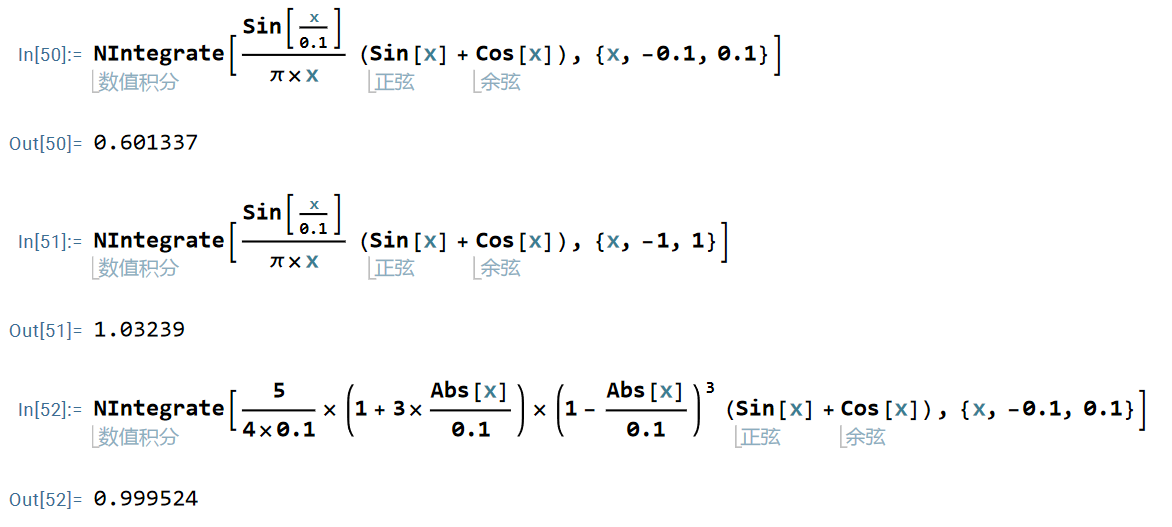 In[50]:= NIntegrate[Sin[x/0.1]/(π×x) (Sin[x] + Cos[x]), {x, -0.1, 0.1}]
数值积分 正弦 余弦
Out[50]= 0.601337
In[51]:= NIntegrate[Sin[x/0.1]/(π×x) (Sin[x] + Cos[x]), {x, -1, 1}]
数值积分 正弦 余弦
Out[51]= 1.03239
In[52]:= NIntegrate[5/(4×0.1) × (1 + 3× Abs[x]/0.1) × (1 - Abs[x]/0.1)^3 (Sin[x] + Cos[x]), {x, -0.1, 0.1}]
数值积分 正弦 余弦
Out[52]= 0.999524